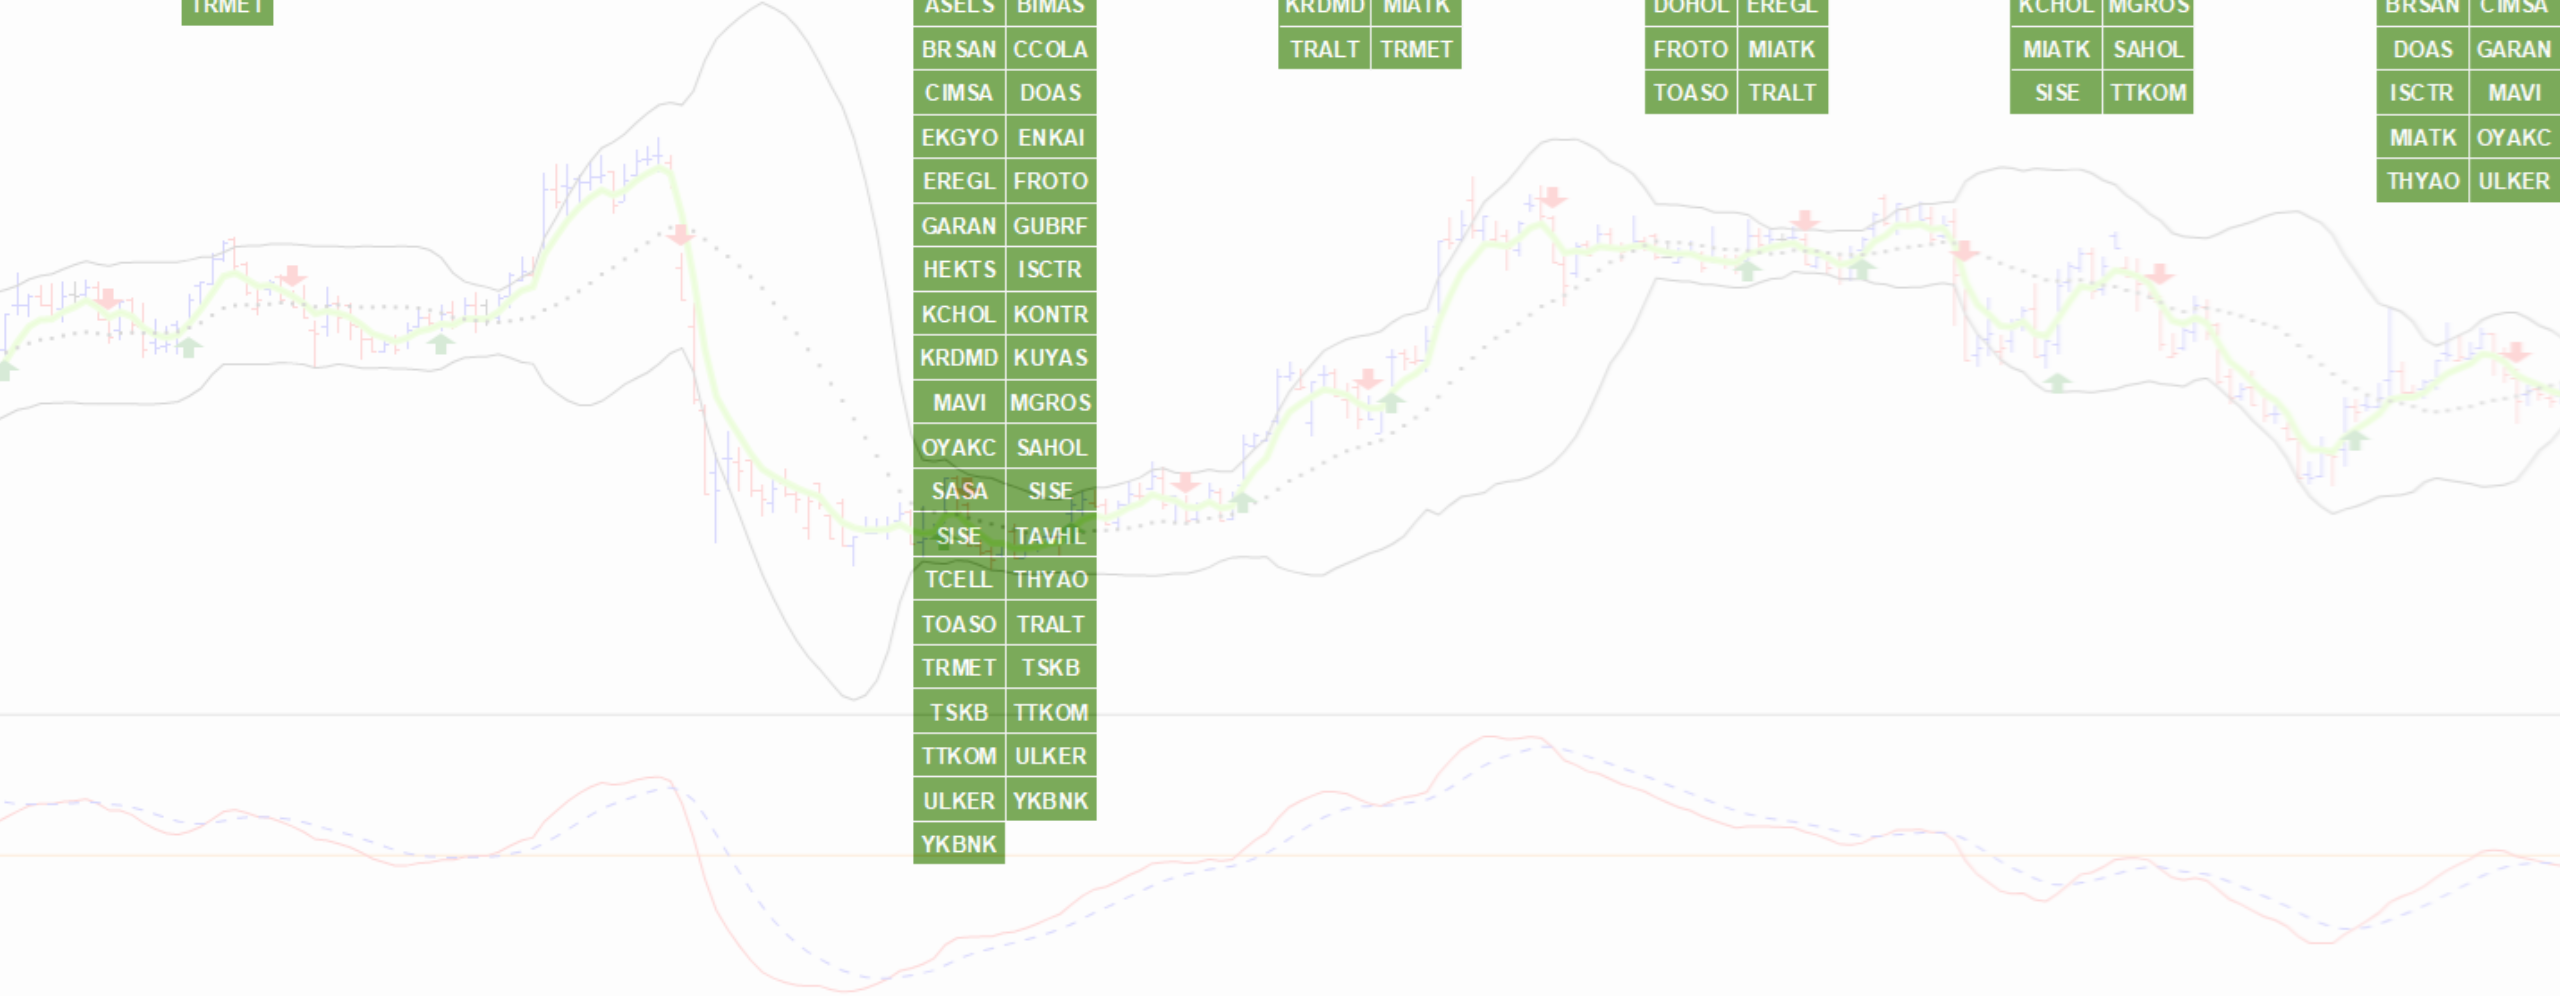 TRMET ASELS BIMAS KRDMD MIATK DOHOL EREGL KCHOL MGROS BRSAN CIMSA
BRSAN CCOLA TRALT TRMET FROTO MIATK MIATK SAHOL DOAS GARAN
CIMSA DOAS TOASO TRALT SISE TTKOM ISCTR MAVI
EKGYO ENKAI MIATK OYAKC
EREGL FROTO THYAO ULKER
GARAN GUBRF
HEKTS ISCTR
KCHOL KONTR
KRDMD KUYAS
MAVI MGROS
OYAKC SAHOL
SASA SISE
SISE TAVHL
TCELL THYAO
TOASO TRALT
TRMET TSKB
TSKB TTKOM
TTKOM ULKER
ULKER YKBNK
YKBNK